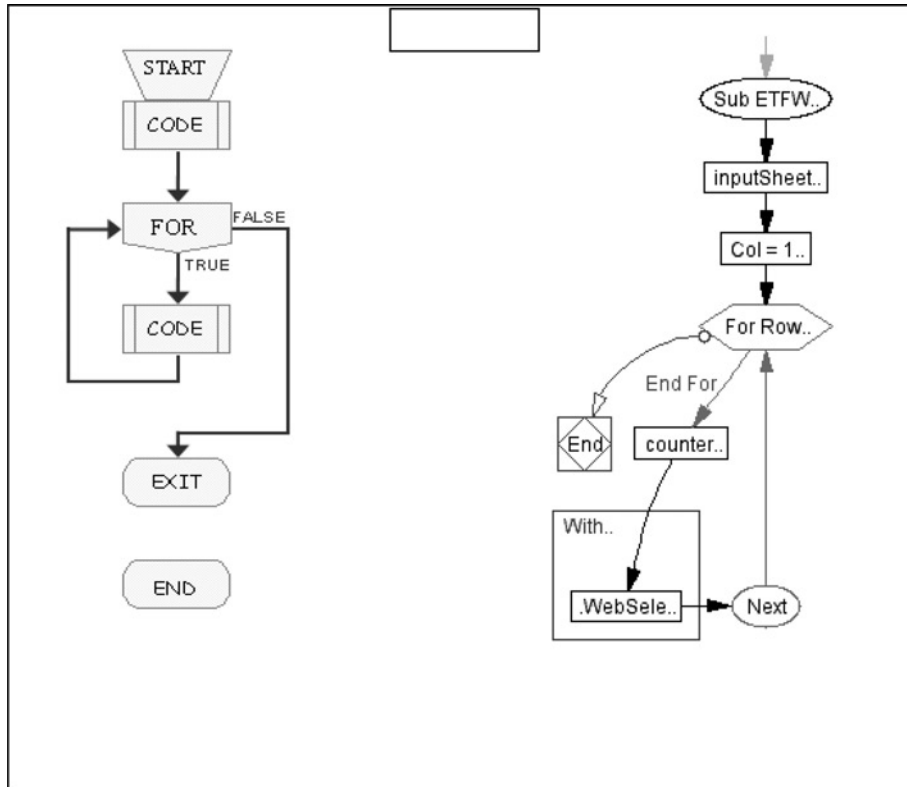 START
CODE
FOR
FALSE
TRUE
CODE
EXIT
END
Sub ETFW..
inputSheet..
Col = 1..
For Row..
End For
End
counter..
With..
.WebSele..
Next